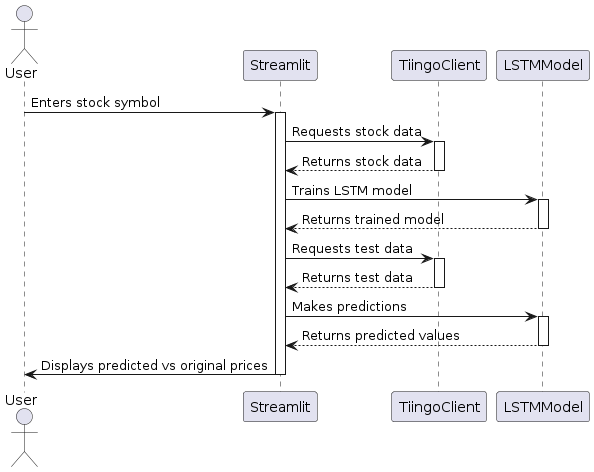 User
Streamlit
TiingoClient
LSTMModel
Enters stock symbol
Requests stock data
Returns stock data
Trains LSTM model
Returns trained model
Requests test data
Returns test data
Makes predictions
Returns predicted values
Displays predicted vs original prices
User
Streamlit
TiingoClient
LSTMModel